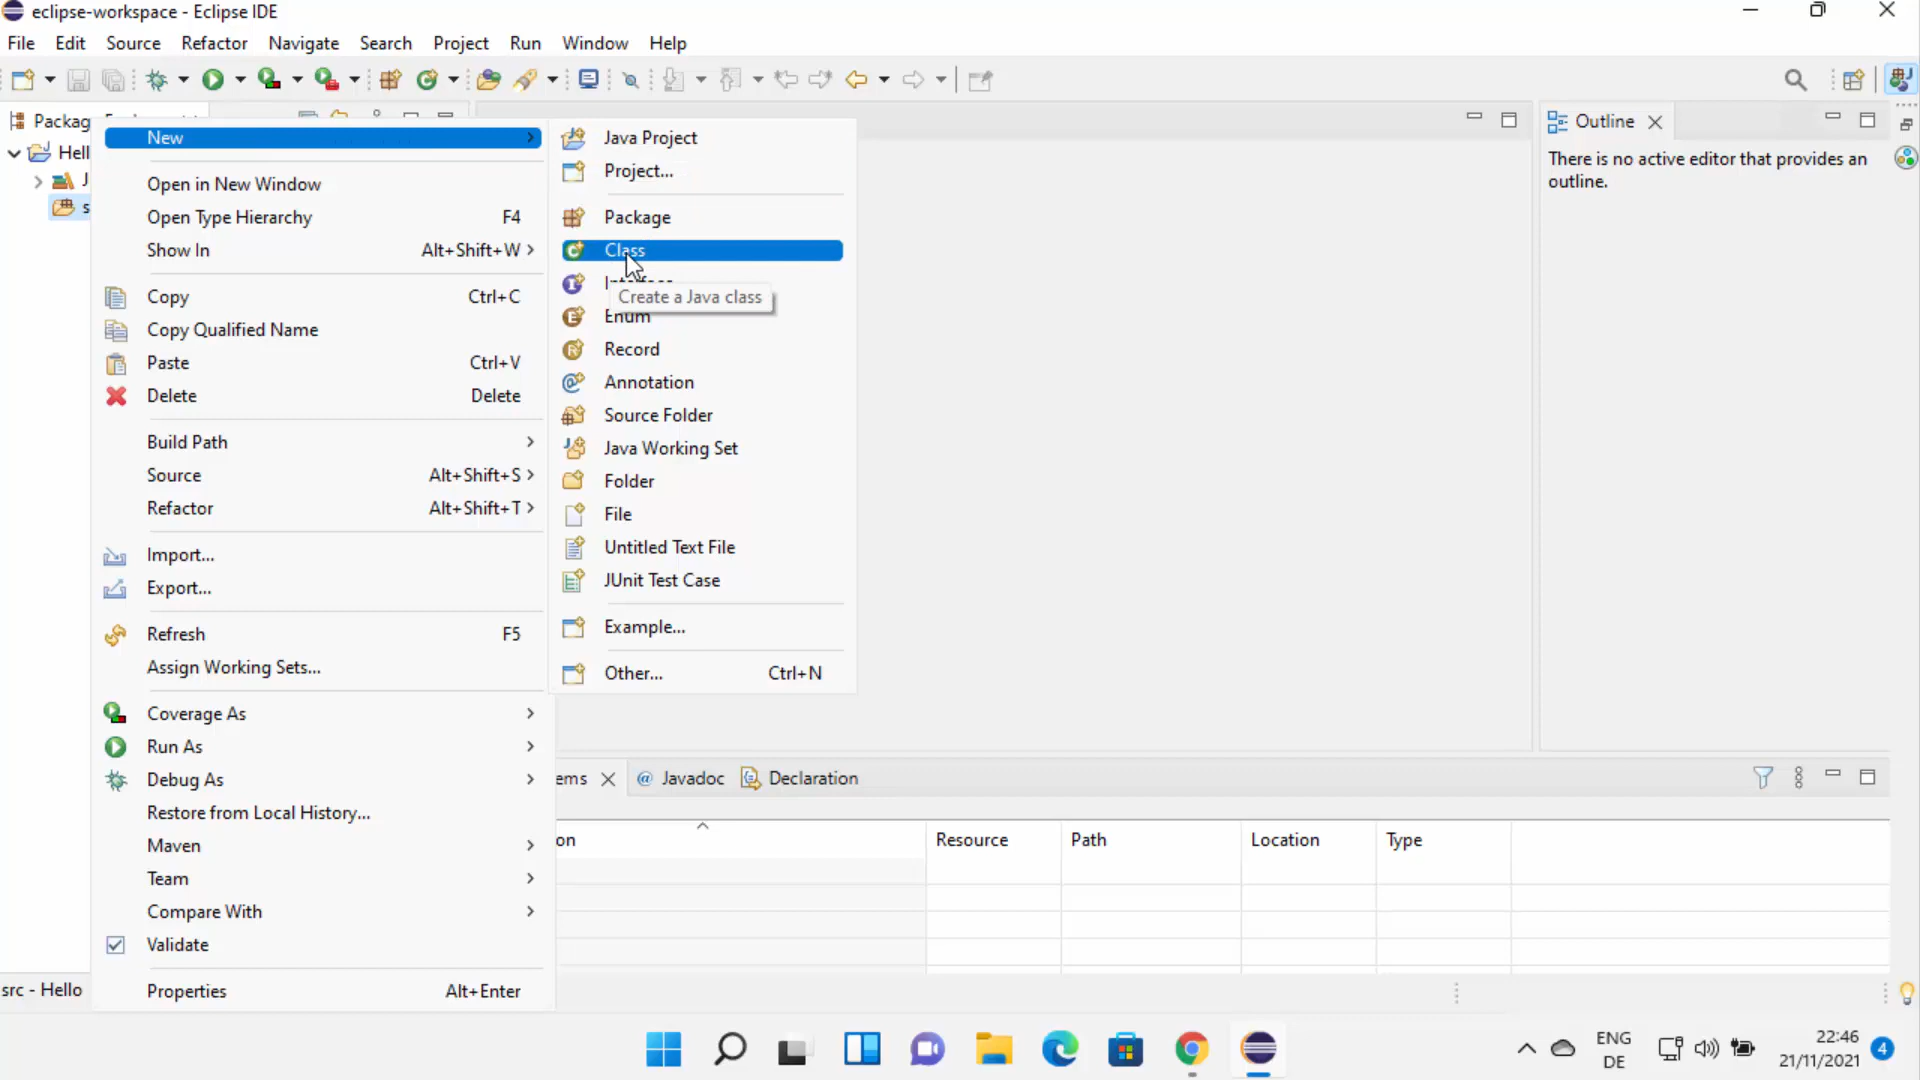 eclipse-workspace - Eclipse IDE
File Edit Source Refactor Navigate Search Project Run Window Help
Packag
Hell
J
s
New
Open in New Window
Open Type Hierarchy F4
Show In Alt+Shift+W
Copy Ctrl+C
Copy Qualified Name
Paste Ctrl+V
Delete Delete
Build Path
Source Alt+Shift+S
Refactor Alt+Shift+T
Import...
Export...
Refresh F5
Assign Working Sets...
Coverage As
Run As
Debug As
Restore from Local History...
Maven
Team
Compare With
Validate
Properties Alt+Enter
Java Project
Project...
Package
Class
Create a Java class
Enum
Record
Annotation
Source Folder
Java Working Set
Folder
File
Untitled Text File
JUnit Test Case
Example...
Other... Ctrl+N
Outline
There is no active editor that provides an
outline.
ems @ Javadoc Declaration
on Resource Path Location Type
src - Hello
ENG
DE
22:46
21/11/2021
4